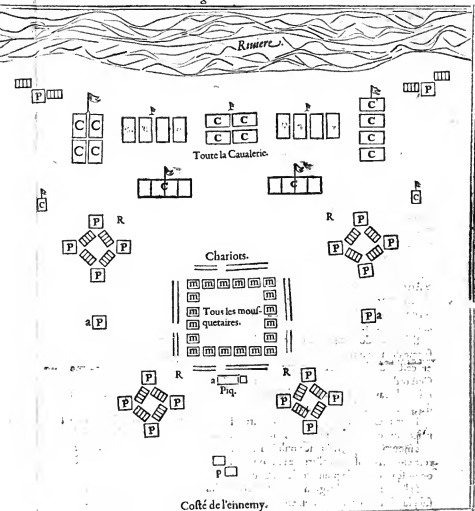 Riuiere.
P P
C C C C C
C C C C C
C
C
Toute la Caualerie.
C C
C C
P R R P
P P P P
P P
Chariots.
m m m m m m
m m
a P m Tous les mouſ- m P a
m quetaires. m
m m
m m m m m m
R a R
P Piq. P
P P P P
P P
P
Coſté de l'ennemy.